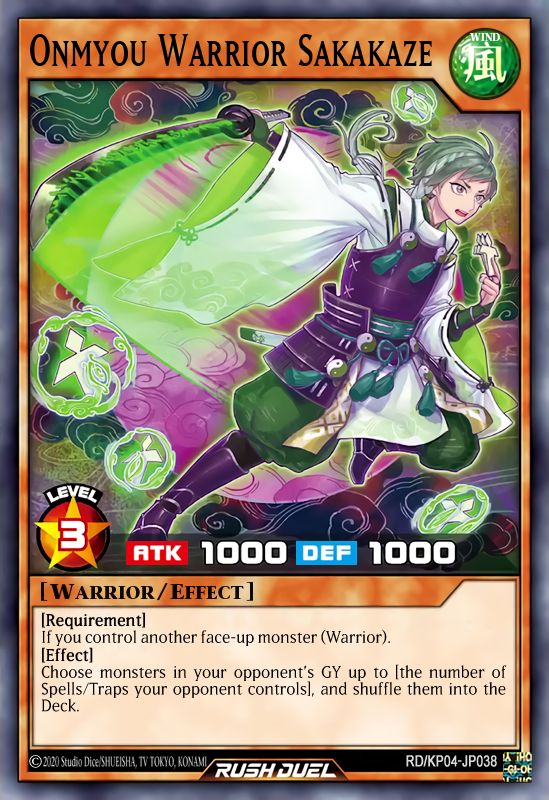 ONMYOU WARRIOR SAKAKAZE
WIND
風
LEVEL
3
ATK 1000 DEF 1000
[WARRIOR/EFFECT]
[Requirement]
If you control another face-up monster (Warrior).
[Effect]
Choose monsters in your opponent's GY up to [the number of
Spells/Traps your opponent controls], and shuffle them into the
Deck.
©2020 Studio Dice/SHUEISHA, TV TOKYO, KONAMI
RUSH DUEL
RD/KP04-JP038